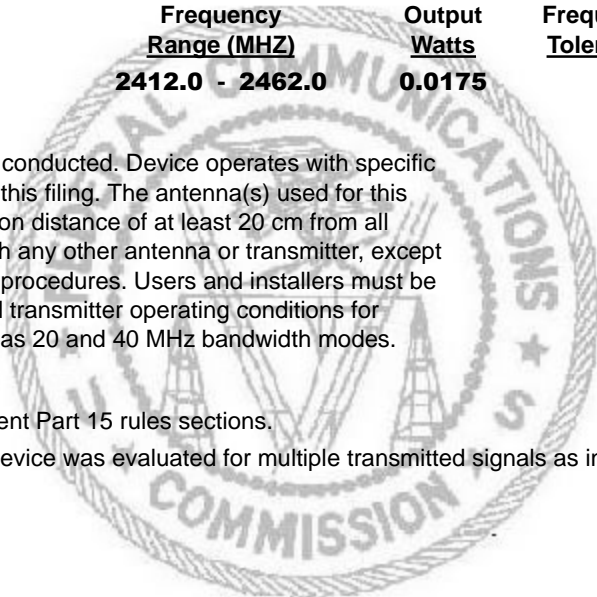 Frequency Output Frequ
Range (MHZ) Watts Toler
2412.0 - 2462.0 0.0175
conducted. Device operates with specific
this filing. The antenna(s) used for this
on distance of at least 20 cm from all
h any other antenna or transmitter, except
procedures. Users and installers must be
transmitter operating conditions for
as 20 and 40 MHz bandwidth modes.
ent Part 15 rules sections.
evice was evaluated for multiple transmitted signals as in
FEDERAL COMMUNICATIONS COMMISSION
U S